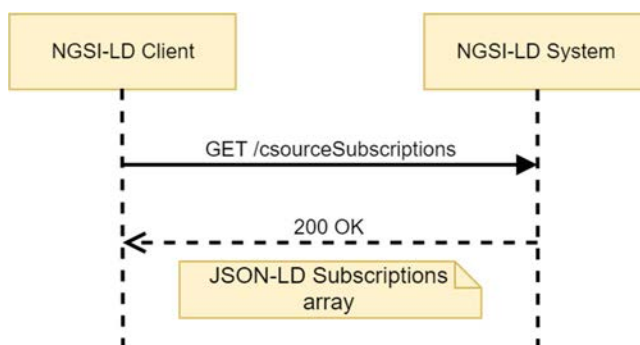 NGSI-LD Client
NGSI-LD System
GET /csourceSubscriptions
200 OK
JSON-LD Subscriptions
array